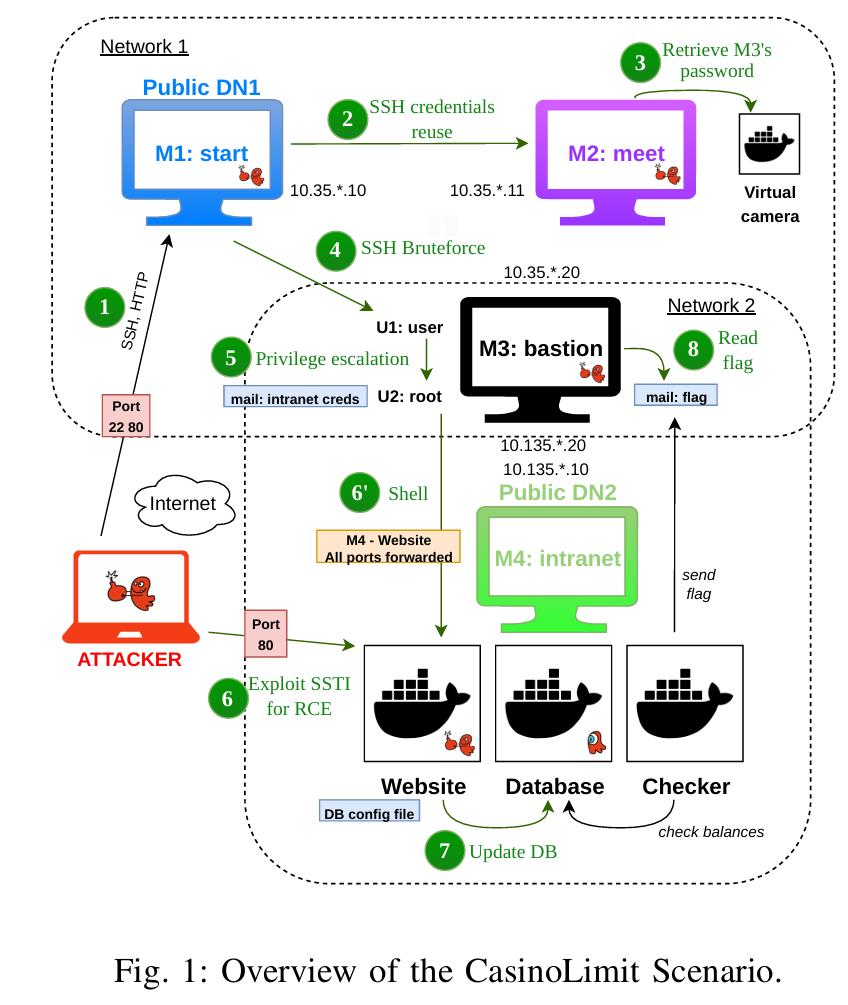 Network 1
Public DN1
M1: start
10.35.*.10
2
SSH credentials
reuse
M2: meet
10.35.*.11
3
Retrieve M3's
password
Virtual
camera
1
SSH, HTTP
Port
22 80
4
SSH Bruteforce
10.35.*.20
Network 2
U1: user
5
Privilege escalation
mail: intranet creds
U2: root
M3: bastion
8
Read
flag
mail: flag
10.135.*.20
10.135.*.10
Public DN2
M4: intranet
Internet
6'
Shell
M4 - Website
All ports forwarded
send
flag
ATTACKER
Port
80
6
Exploit SSTI
for RCE
Website
Database
Checker
DB config file
7
Update DB
check balances
Fig. 1: Overview of the CasinoLimit Scenario.